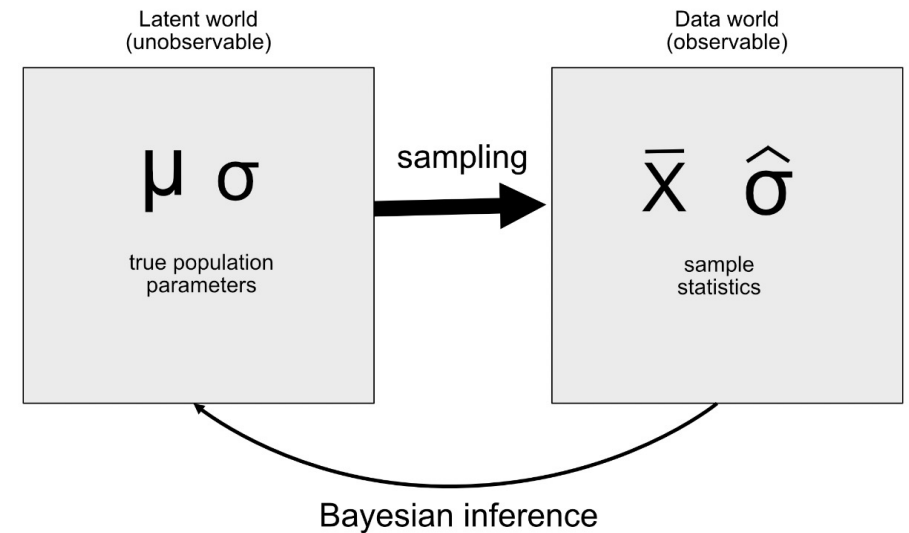 Latent world
(unobservable)
Data world
(observable)
μ σ
true population
parameters
sampling
x̄ σ̂
sample
statistics
Bayesian inference